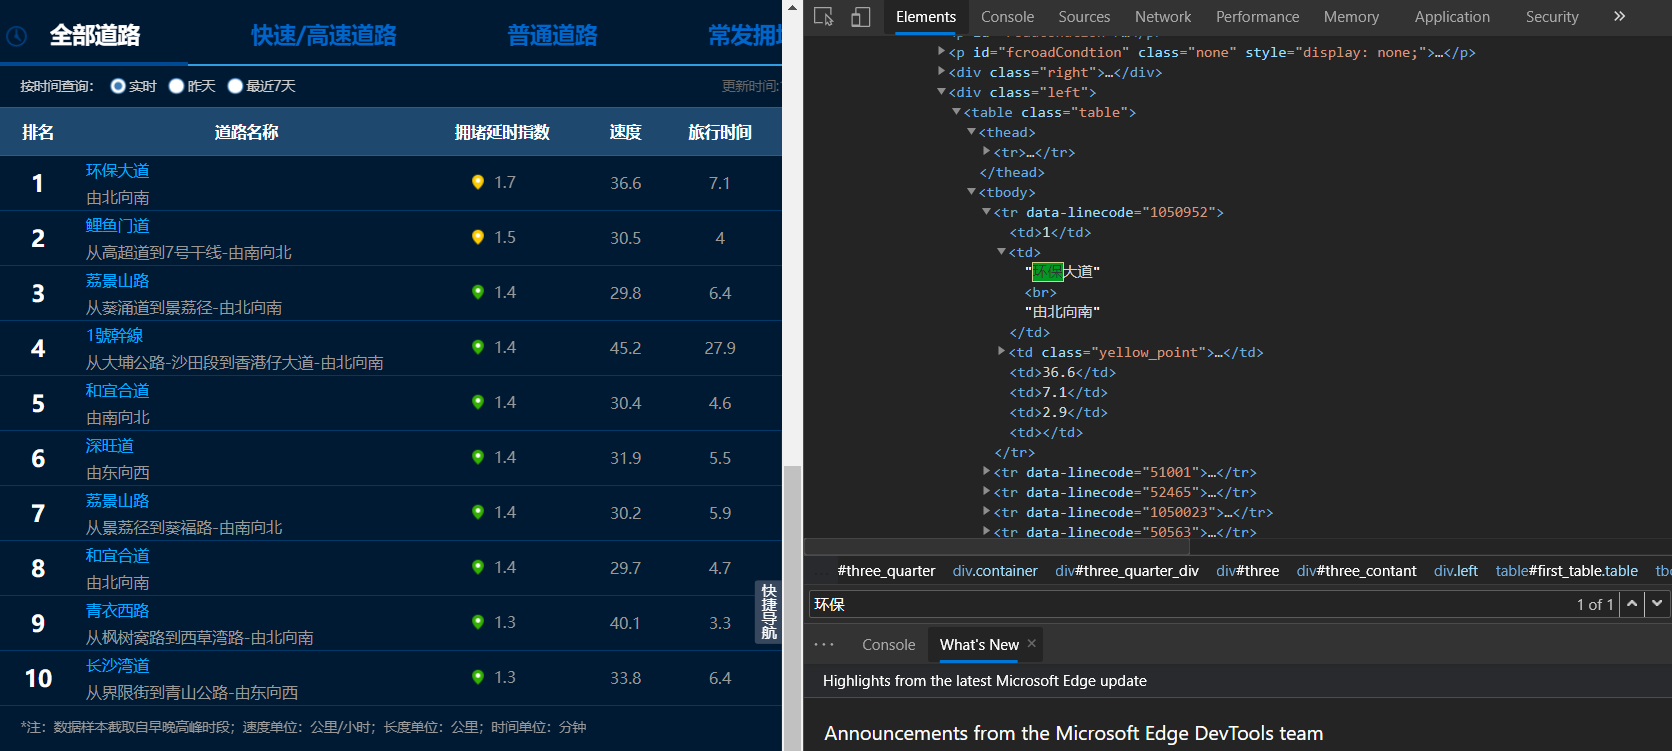 全部道路 快速/高速道路 普通道路 常发拥堵
按时间查询： 实时 昨天 最近7天 更新时间:
排名 道路名称 拥堵延时指数 速度 旅行时间
1 环保大道 1.7 36.6 7.1
由北向南
2 鲤鱼门道 1.5 30.5 4
从高超道到7号干线-由南向北
3 荔景山路 1.4 29.8 6.4
从葵涌道到景荔径-由北向南
4 1號幹線 1.4 45.2 27.9
从大埔公路-沙田段到香港仔大道-由北向南
5 和宜合道 1.4 30.4 4.6
由南向北
6 深旺道 1.4 31.9 5.5
由东向西
7 荔景山路 1.4 30.2 5.9
从景荔径到葵福路-由南向北
8 和宜合道 1.4 29.7 4.7
由北向南
9 青衣西路 1.3 40.1 3.3
从枫树窝路到西草湾路-由北向南
10 长沙湾道 1.3 33.8 6.4
从界限街到青山公路-由东向西
*注：数据样本截取自早晚高峰时段；速度单位：公里/小时；长度单位：公里；时间单位：分钟
快捷导航
Elements Console Sources Network Performance Memory Application Security »
<p id="fcroadCondtion" class="none" style="display: none;">…</p>
<div class="right">…</div>
<div class="left">
<table class="table">
<thead>
<tr>…</tr>
</thead>
<tbody>
<tr data-linecode="1050952">
<td>1</td>
<td>
"环保大道"
<br>
"由北向南"
</td>
<td class="yellow_point">…</td>
<td>36.6</td>
<td>7.1</td>
<td>2.9</td>
<td></td>
</tr>
<tr data-linecode="51001">…</tr>
<tr data-linecode="52465">…</tr>
<tr data-linecode="1050023">…</tr>
<tr data-linecode="50563">…</tr>
#three_quarter div.container div#three_quarter_div div#three div#three_contant div.left table#first_table.table tbo
环保 1 of 1
… Console What's New ×
Highlights from the latest Microsoft Edge update
Announcements from the Microsoft Edge DevTools team